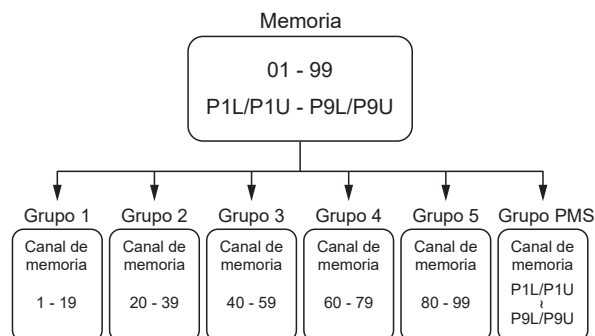 Memoria
01 - 99
P1L/P1U - P9L/P9U
Grupo 1
Grupo 2
Grupo 3
Grupo 4
Grupo 5
Grupo PMS
Canal de
memoria
1 - 19
Canal de
memoria
20 - 39
Canal de
memoria
40 - 59
Canal de
memoria
60 - 79
Canal de
memoria
80 - 99
Canal de
memoria
P1L/P1U
~
P9L/P9U